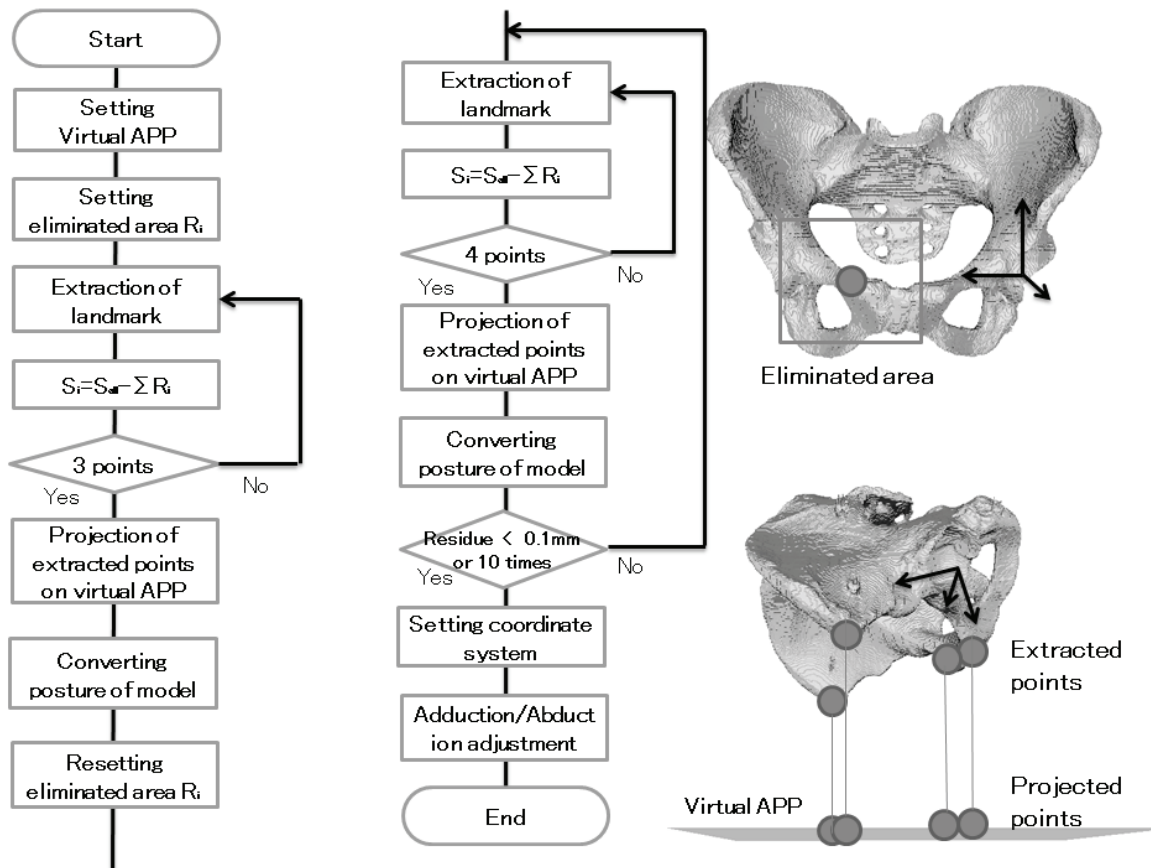 Start
Setting
Virtual APP
Setting
eliminated area Rᵢ
Extraction of
landmark
Sᵢ=Sₐₗₗ−ΣRᵢ
3 points
Yes
No
Projection of
extracted points
on virtual APP
Converting
posture of model
Resetting
eliminated area Rᵢ
Extraction of
landmark
Sᵢ=Sₐₗₗ−ΣRᵢ
4 points
Yes
No
Projection of
extracted points
on virtual APP
Converting
posture of model
Residue < 0.1mm
or 10 times
Yes
No
Setting coordinate
system
Adduction/Abduct
ion adjustment
End
Eliminated area
Extracted
points
Virtual APP
Projected
points